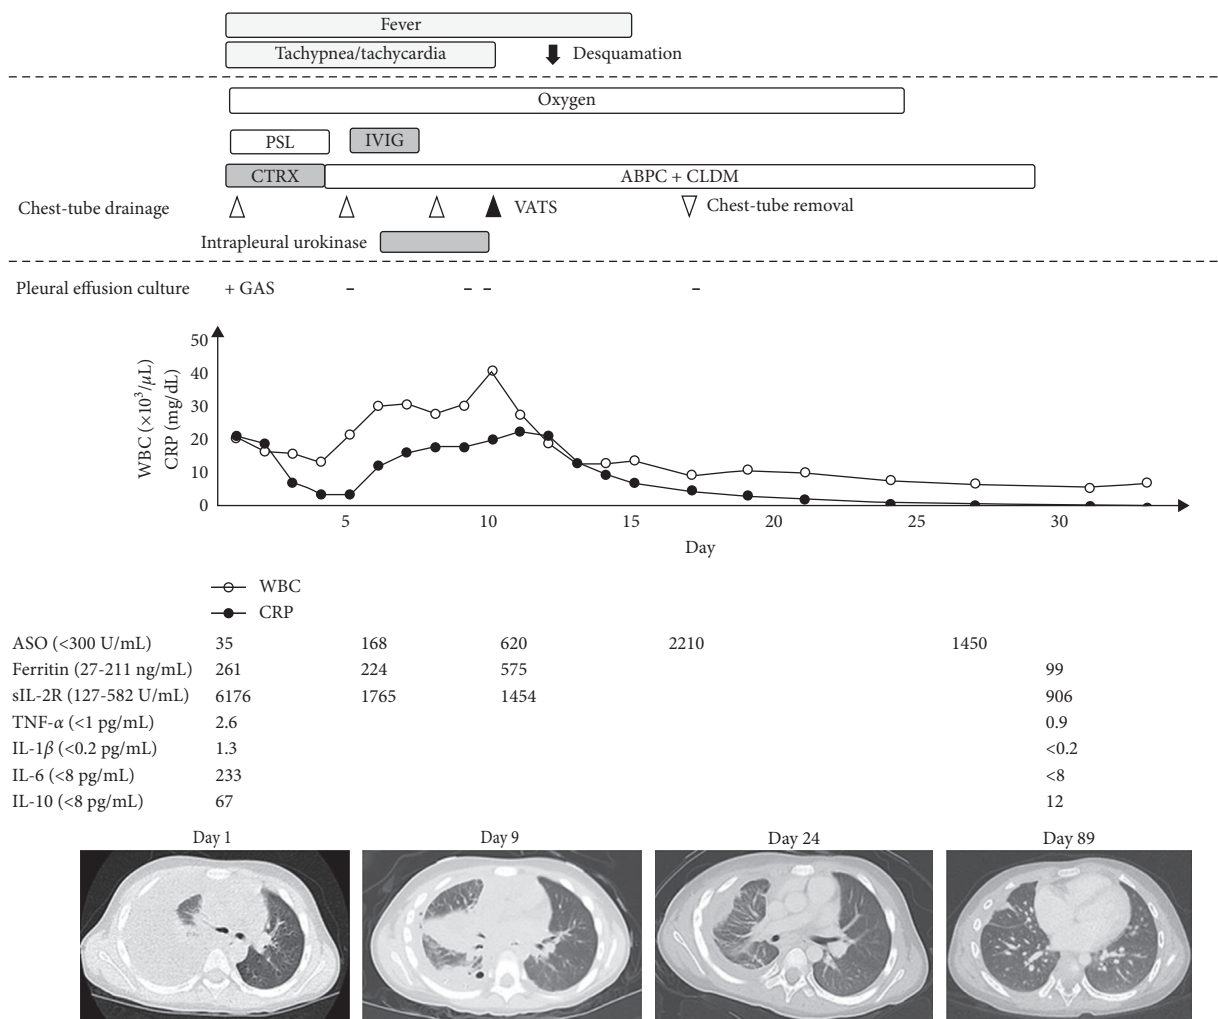 Fever
Tachypnea/tachycardia
Desquamation
Oxygen
PSL
IVIG
CTRX
ABPC + CLDM
Chest-tube drainage
VATS
Chest-tube removal
Intrapleural urokinase
Pleural effusion culture + GAS – – – –
WBC (×10³/μL)
CRP (mg/dL)
50
40
30
20
10
0
5 10 15 20 25 30
Day
WBC
CRP
ASO (<300 U/mL) 35 168 620 2210 1450
Ferritin (27-211 ng/mL) 261 224 575 99
sIL-2R (127-582 U/mL) 6176 1765 1454 906
TNF-α (<1 pg/mL) 2.6 0.9
IL-1β (<0.2 pg/mL) 1.3 <0.2
IL-6 (<8 pg/mL) 233 <8
IL-10 (<8 pg/mL) 67 12
Day 1 Day 9 Day 24 Day 89